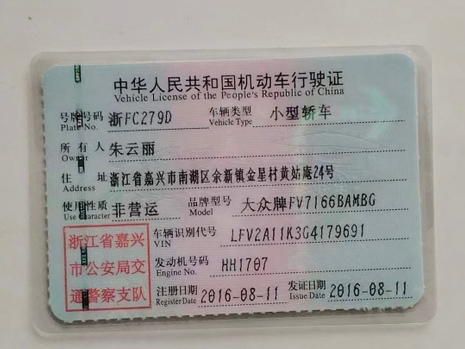 中华人民共和国机动车行驶证
Vehicle License of the People's Republic of China
号牌号码 浙FC279D 车辆类型 小型轿车
Plate No. Vehicle Type
所有人 朱云丽
Owner
住址 浙江省嘉兴市南湖区余新镇金星村黄姑庵24号
Address
使用性质 非营运 品牌型号 大众牌FV7166BAMBG
Use Character Model
浙江省嘉兴市公安局交通警察支队
车辆识别代号 LFV2A11K3G4179691
VIN
发动机号码 HH1707
Engine No.
注册日期 2016-08-11 发证日期 2016-08-11
Register Date Issue Date